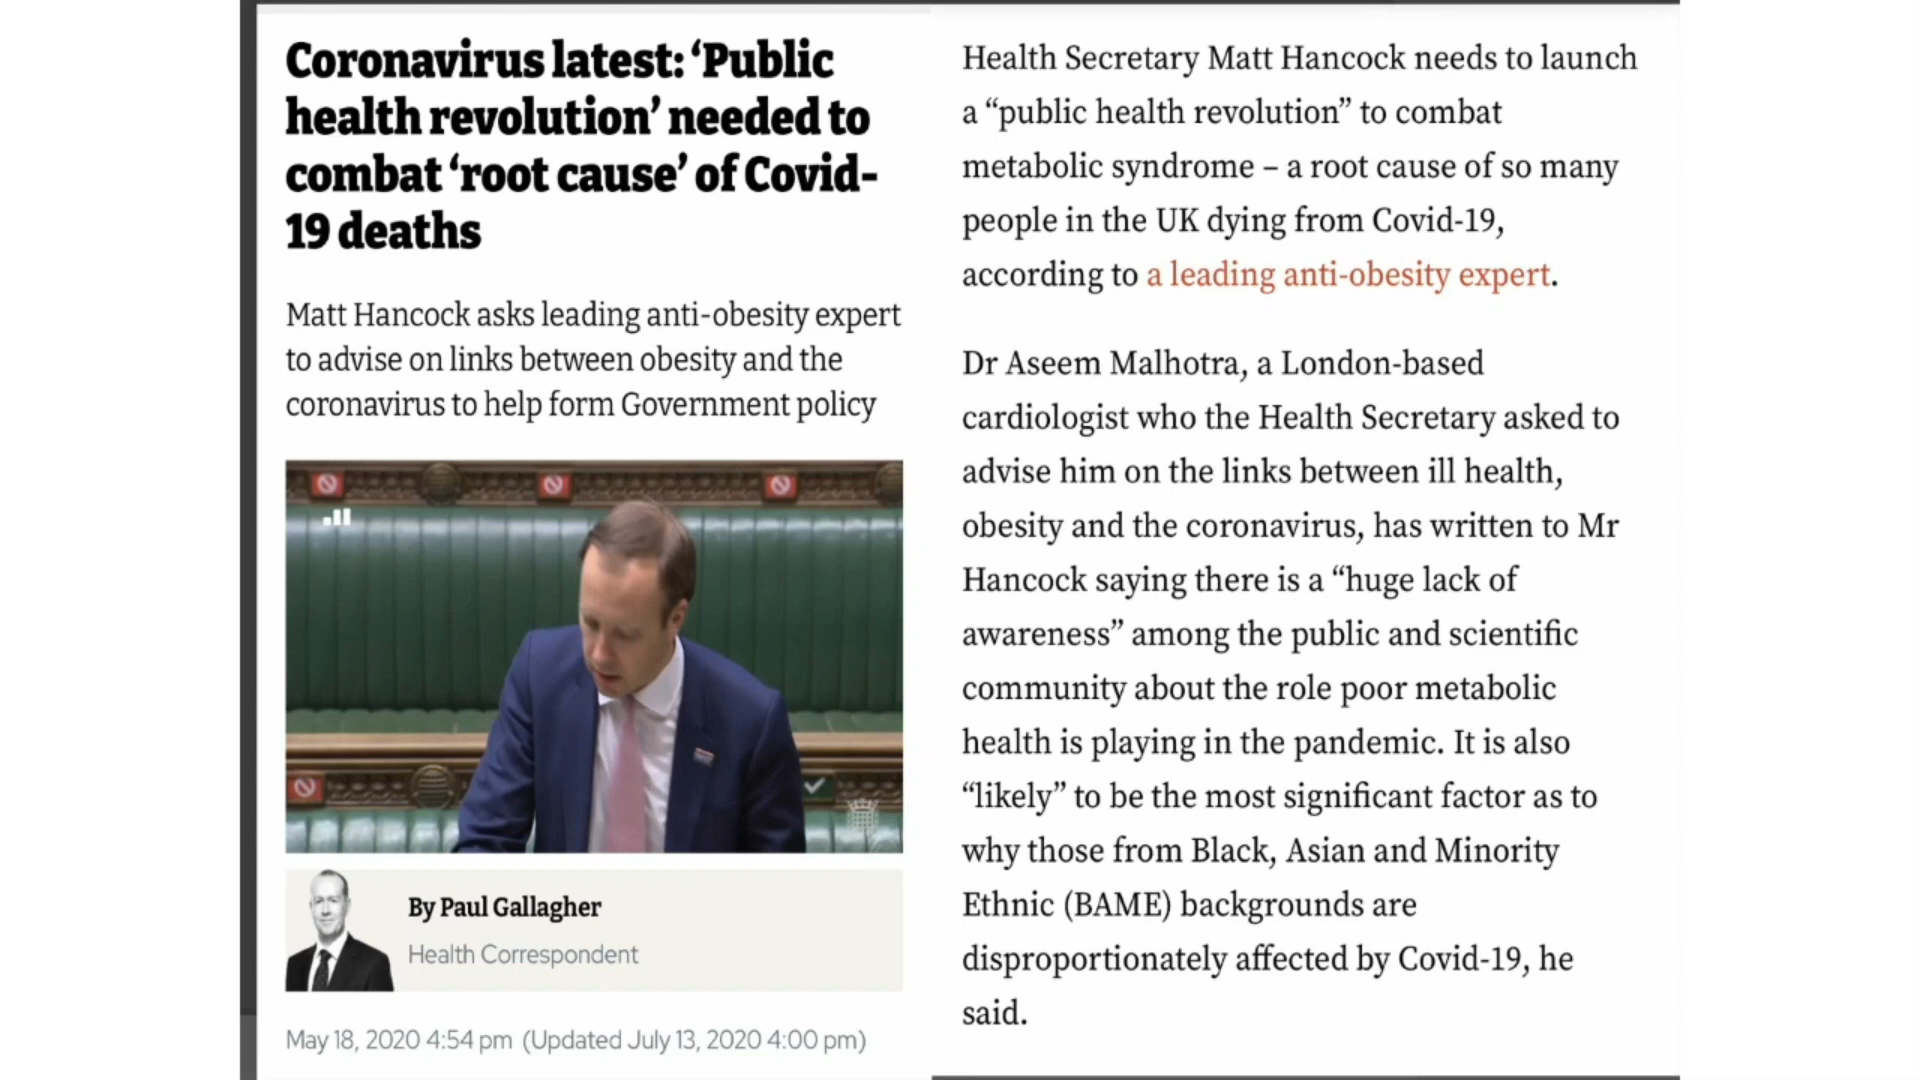 Coronavirus latest: ‘Public
health revolution’ needed to
combat ‘root cause’ of Covid-
19 deaths
Matt Hancock asks leading anti-obesity expert
to advise on links between obesity and the
coronavirus to help form Government policy
By Paul Gallagher
Health Correspondent
May 18, 2020 4:54 pm (Updated July 13, 2020 4:00 pm)
Health Secretary Matt Hancock needs to launch
a “public health revolution” to combat
metabolic syndrome – a root cause of so many
people in the UK dying from Covid-19,
according to a leading anti-obesity expert.
Dr Aseem Malhotra, a London-based
cardiologist who the Health Secretary asked to
advise him on the links between ill health,
obesity and the coronavirus, has written to Mr
Hancock saying there is a “huge lack of
awareness” among the public and scientific
community about the role poor metabolic
health is playing in the pandemic. It is also
“likely” to be the most significant factor as to
why those from Black, Asian and Minority
Ethnic (BAME) backgrounds are
disproportionately affected by Covid-19, he
said.